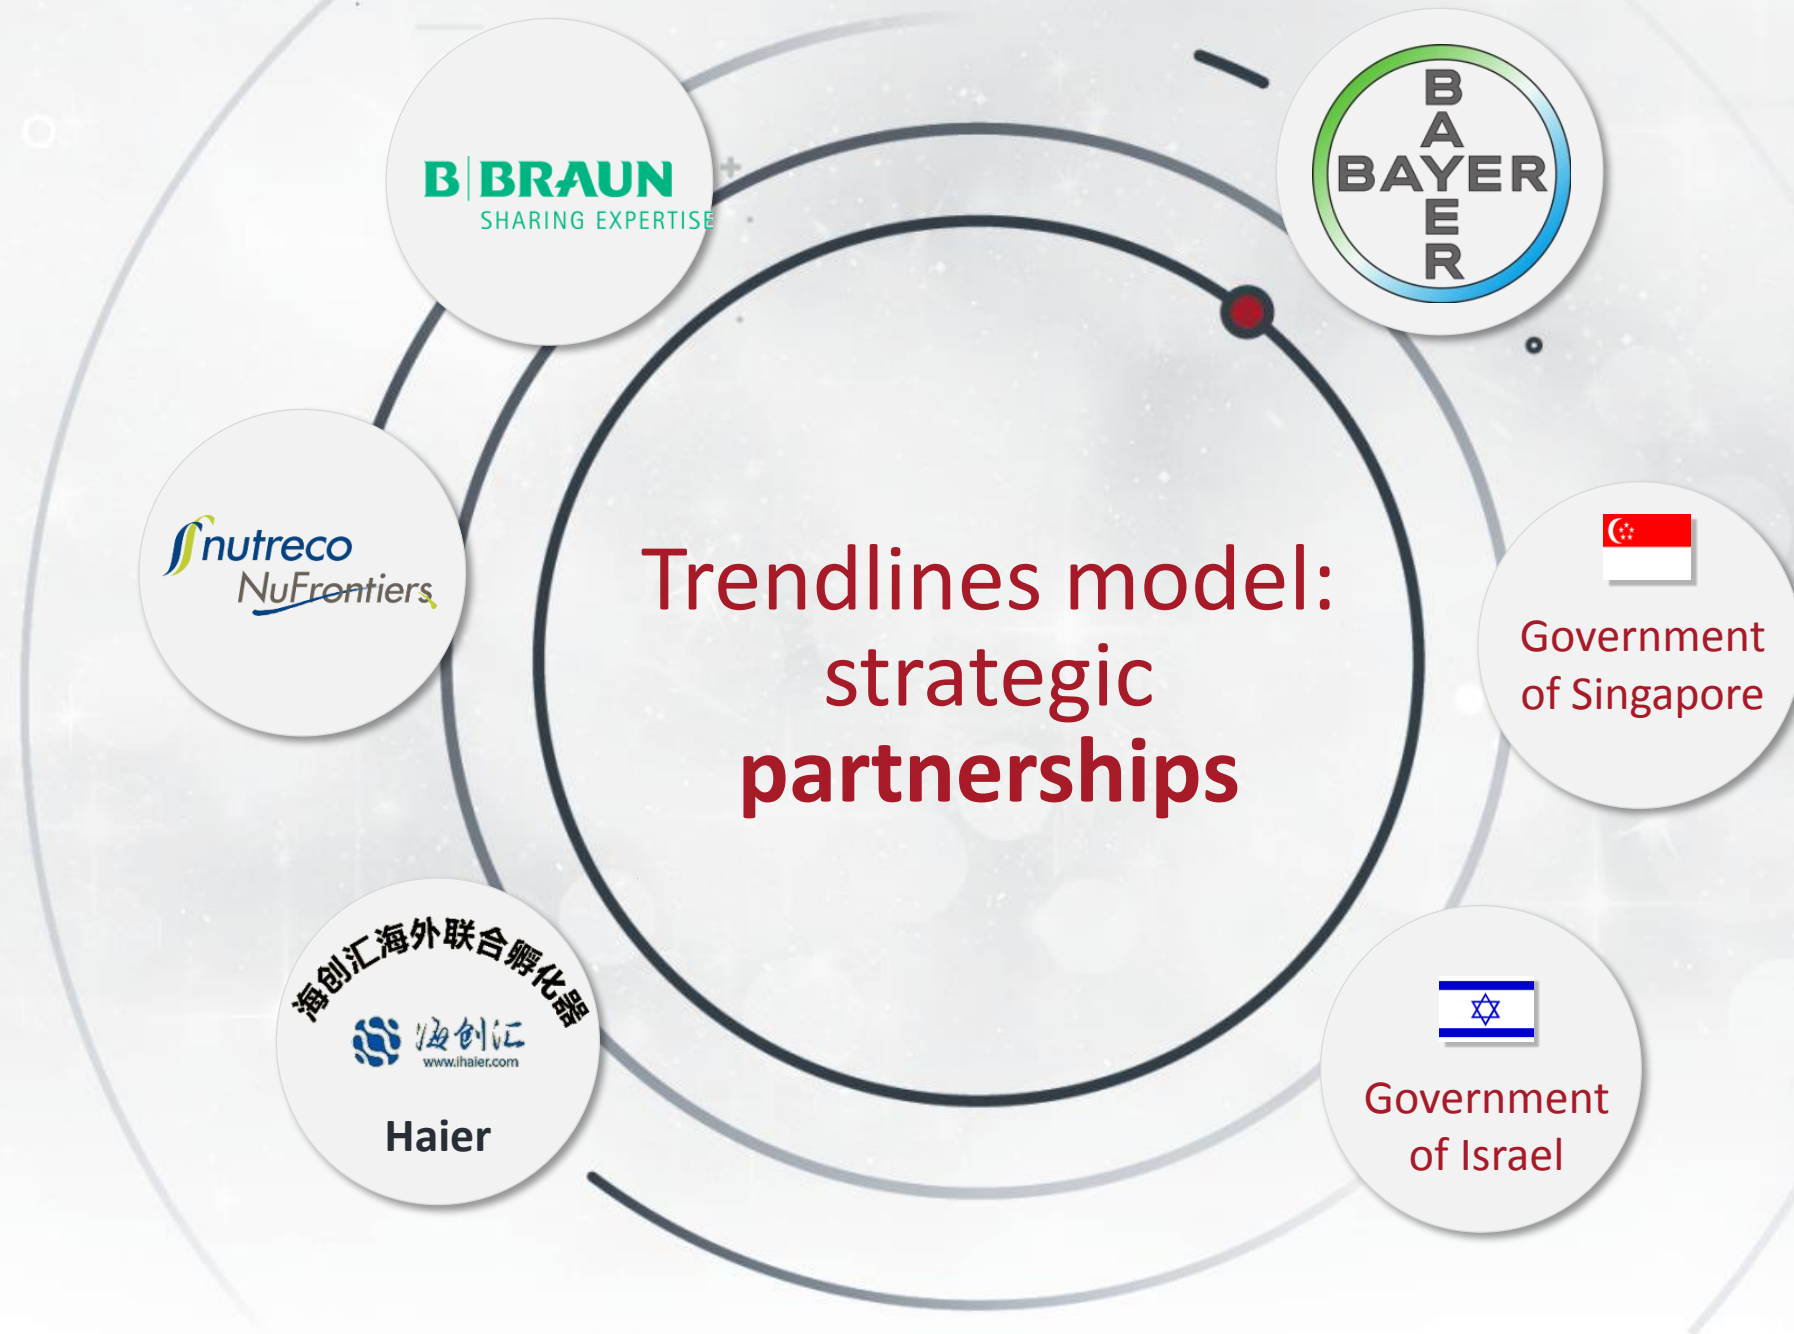 B|BRAUN
SHARING EXPERTISE
BAYER
BAYER
nutreco
NuFrontiers
Trendlines model:
strategic
partnerships
Government
of Singapore
海创汇海外联合孵化器
海创汇
www.ihaier.com
Haier
Government
of Israel